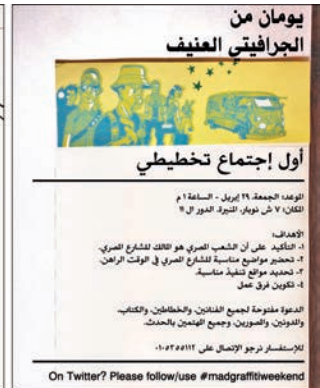 يومان من
الجرافيتي العنيف
أول إجتماع تخطيطي
الموعد: الجمعة، ٢٩ إبريل - الساعة ١ م
المكان: ٧ ش نوبار، المنيرة، الدور ال ١١
الأهداف:
١- التأكيد على أن الشعب المصري هو المالك للشارع المصري.
٢- تحضير مواضيع مناسبة للشارع المصري في الوقت الراهن.
٣- تحديد مواقع تنفيذ مناسبة.
٤- تكوين فرق عمل
الدعوة مفتوحة لجميع الفنانين، والخطاطين، والكتاب،
والمدونين، والمصورين، وجميع المهتمين بالحدث.
للإستفسار نرجو الإتصال على ٠١٠٥٣٥٥١١٢
On Twitter? Please follow/use #madgraffitiweekend